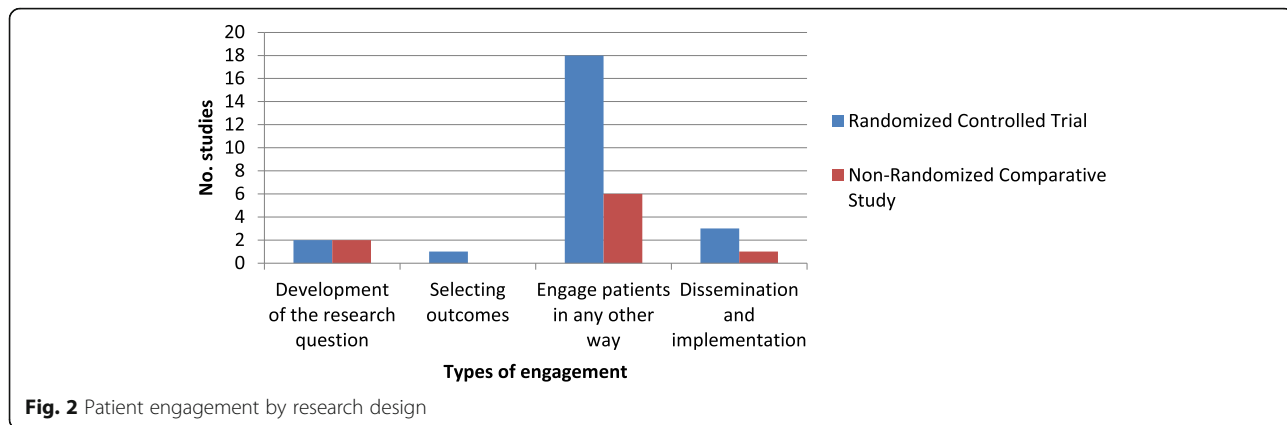 20
18
16
14
12
10
8
6
4
2
0
No. studies
Development
of the research
question
Selecting
outcomes
Engage patients
in any other
way
Dissemination
and
implementation
Types of engagement
Randomized Controlled Trial
Non-Randomized Comparative
Study
Fig. 2 Patient engagement by research design